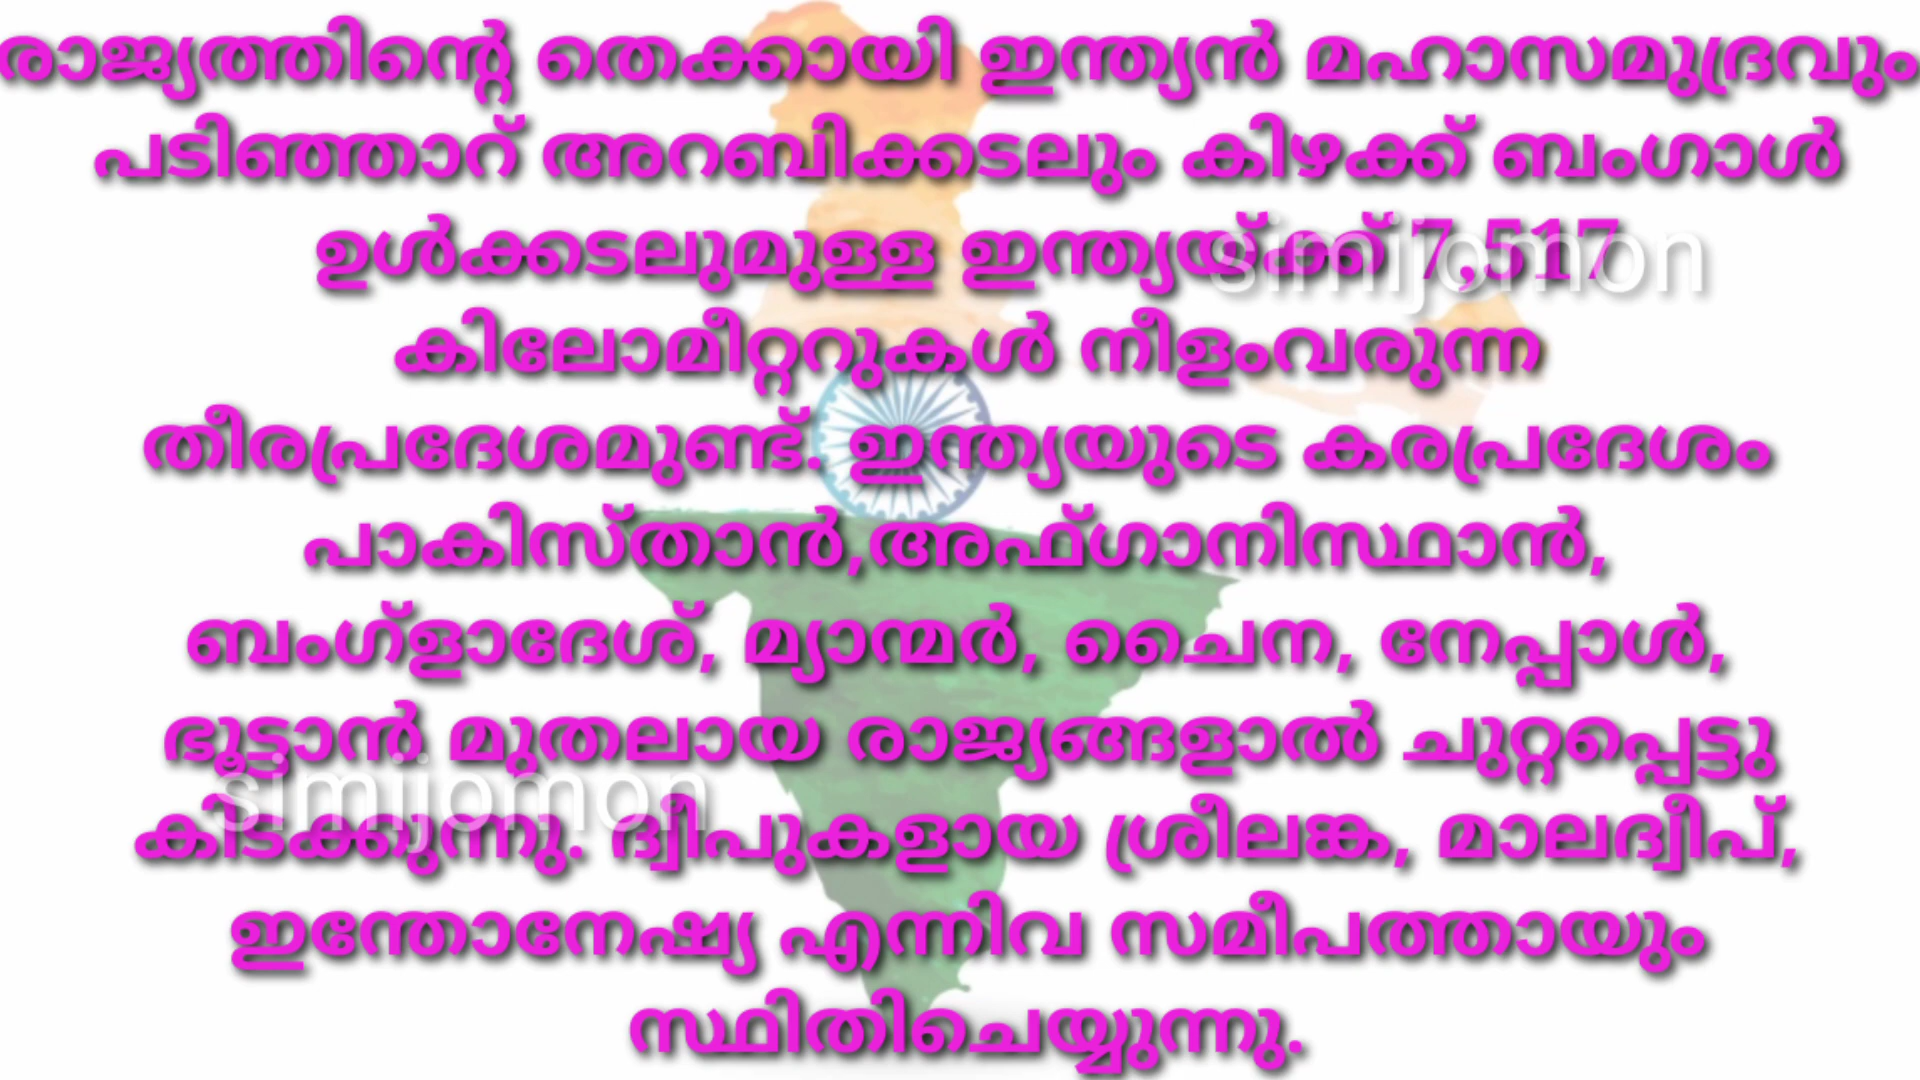 രാജ്യത്തിന്റെ തെക്കായി ഇന്ത്യൻ മഹാസമുദ്രവും
പടിഞ്ഞാറ് അറബിക്കടലും കിഴക്ക് ബംഗാൾ
ഉൾക്കടലുമുള്ള ഇന്ത്യയ്ക്ക് 7,517
simijomon
കിലോമീറ്ററുകൾ നീളംവരുന്ന
തീരപ്രദേശമുണ്ട്. ഇന്ത്യയുടെ കരപ്രദേശം
പാകിസ്താൻ,അഫ്ഗാനിസ്ഥാൻ,
ബംഗ്ളാദേശ്, മ്യാന്മർ, ചൈന, നേപ്പാൾ,
ഭൂട്ടാൻ മുതലായ രാജ്യങ്ങളാൽ ചുറ്റപ്പെട്ടു
simijomon
കിടക്കുന്നു. ദ്വീപുകളായ ശ്രീലങ്ക, മാലദ്വീപ്,
ഇന്തോനേഷ്യ എന്നിവ സമീപത്തായും
സ്ഥിതിചെയ്യുന്നു.